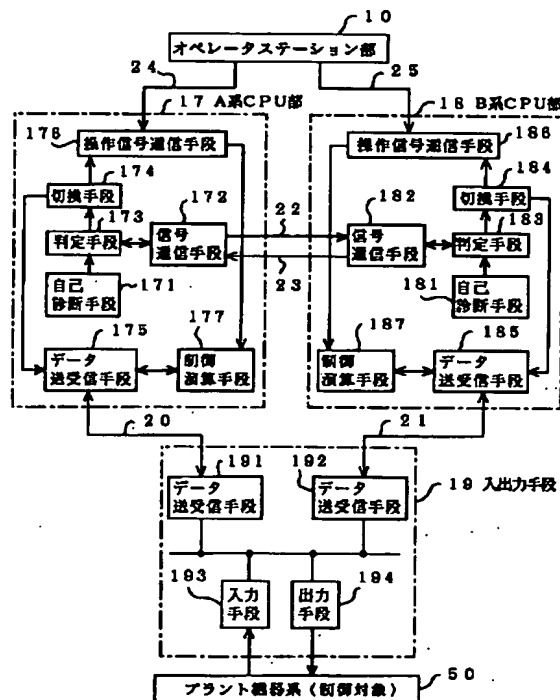 10
オペレータステーション部
24
25
17 A系CPU部
18 B系CPU部
176
操作信号通信手段
186
操作信号通信手段
174
切換手段
184
切換手段
173
判定手段
172
信号
通信手段
22
23
182
信号
通信手段
183
判定手段
自己
診断手段
171
181
自己
診断手段
175
データ
送受信手段
177
制御
演算手段
187
制御
演算手段
185
データ
送受信手段
20
21
191
データ
送受信手段
192
データ
送受信手段
19 入出力手段
193
入力
手段
194
出力
手段
50
プラント機器系(制御対象)